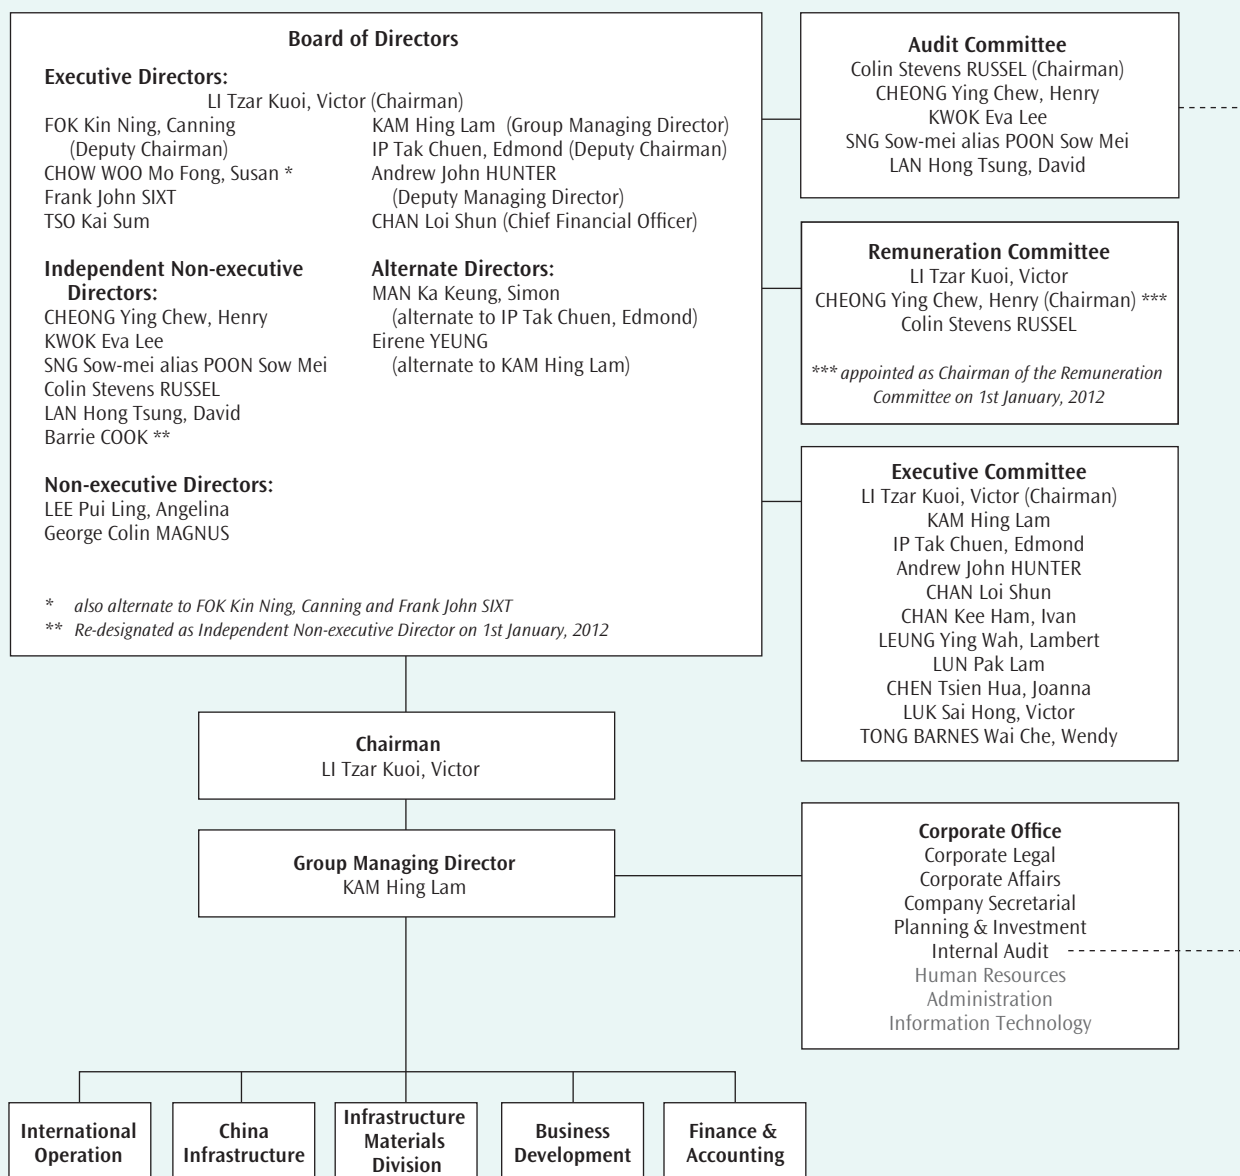 Board of Directors
Executive Directors:
LI Tzar Kuoi, Victor (Chairman)
FOK Kin Ning, Canning
(Deputy Chairman)
CHOW WOO Mo Fong, Susan *
Frank John SIXT
TSO Kai Sum
KAM Hing Lam (Group Managing Director)
IP Tak Chuen, Edmond (Deputy Chairman)
Andrew John HUNTER
(Deputy Managing Director)
CHAN Loi Shun (Chief Financial Officer)
Independent Non-executive
Directors:
CHEONG Ying Chew, Henry
KWOK Eva Lee
SNG Sow-mei alias POON Sow Mei
Colin Stevens RUSSEL
LAN Hong Tsung, David
Barrie COOK **
Alternate Directors:
MAN Ka Keung, Simon
(alternate to IP Tak Chuen, Edmond)
Eirene YEUNG
(alternate to KAM Hing Lam)
Non-executive Directors:
LEE Pui Ling, Angelina
George Colin MAGNUS
* also alternate to FOK Kin Ning, Canning and Frank John SIXT
** Re-designated as Independent Non-executive Director on 1st January, 2012
Audit Committee
Colin Stevens RUSSEL (Chairman)
CHEONG Ying Chew, Henry
KWOK Eva Lee
SNG Sow-mei alias POON Sow Mei
LAN Hong Tsung, David
Remuneration Committee
LI Tzar Kuoi, Victor
CHEONG Ying Chew, Henry (Chairman) ***
Colin Stevens RUSSEL
*** appointed as Chairman of the Remuneration
Committee on 1st January, 2012
Executive Committee
LI Tzar Kuoi, Victor (Chairman)
KAM Hing Lam
IP Tak Chuen, Edmond
Andrew John HUNTER
CHAN Loi Shun
CHAN Kee Ham, Ivan
LEUNG Ying Wah, Lambert
LUN Pak Lam
CHEN Tsien Hua, Joanna
LUK Sai Hong, Victor
TONG BARNES Wai Che, Wendy
Chairman
LI Tzar Kuoi, Victor
Group Managing Director
KAM Hing Lam
Corporate Office
Corporate Legal
Corporate Affairs
Company Secretarial
Planning & Investment
Internal Audit
Human Resources
Administration
Information Technology
International
Operation
China
Infrastructure
Infrastructure
Materials
Division
Business
Development
Finance &
Accounting